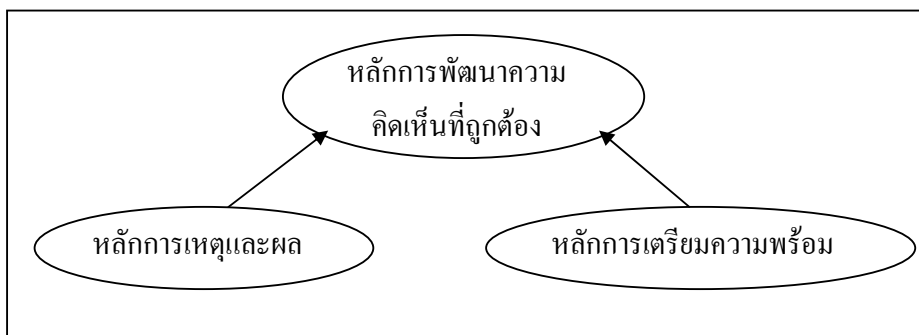 หลักการพัฒนาความ
คิดเห็นที่ถูกต้อง
หลักการเหตุและผล
หลักการเตรียมความพร้อม